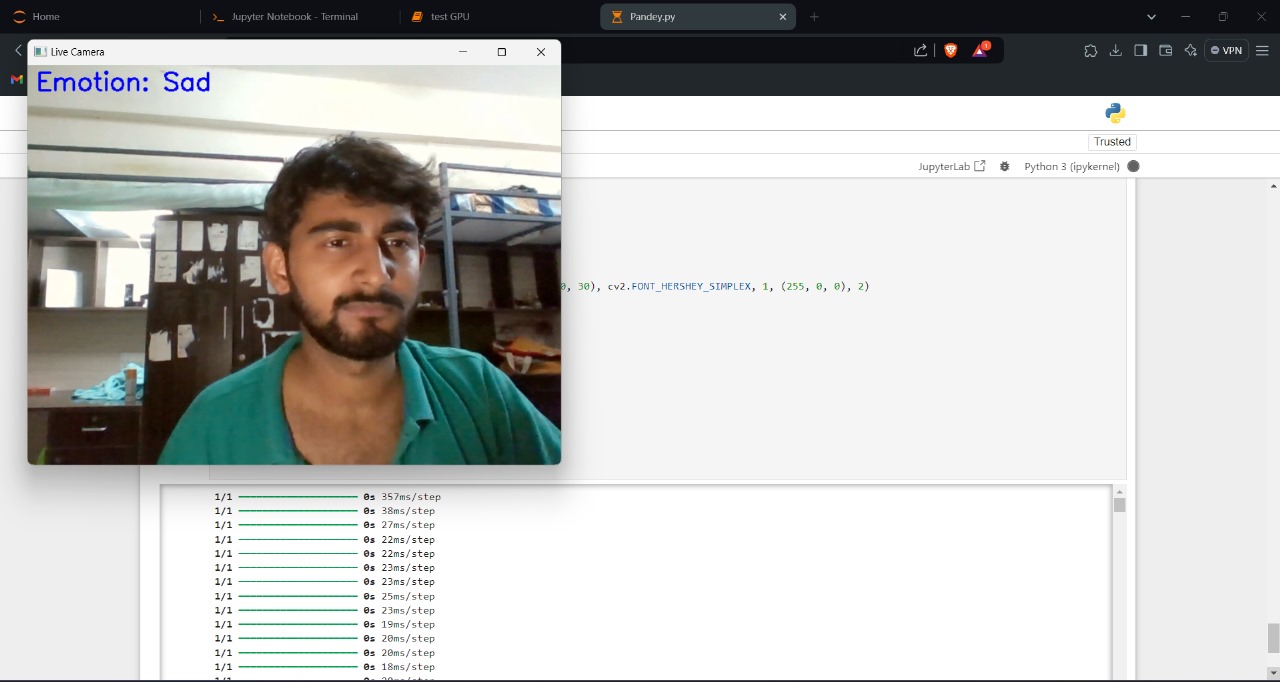 Home
Jupyter Notebook - Terminal
test GPU
Pandey.py
1
VPN
Live Camera
Emotion: Sad
Trusted
JupyterLab
Python 3 (ipykernel)
0, 30), cv2.FONT_HERSHEY_SIMPLEX, 1, (255, 0, 0), 2)
1/1 0s 357ms/step
1/1 0s 38ms/step
1/1 0s 27ms/step
1/1 0s 22ms/step
1/1 0s 22ms/step
1/1 0s 23ms/step
1/1 0s 23ms/step
1/1 0s 25ms/step
1/1 0s 23ms/step
1/1 0s 19ms/step
1/1 0s 20ms/step
1/1 0s 20ms/step
1/1 0s 18ms/step